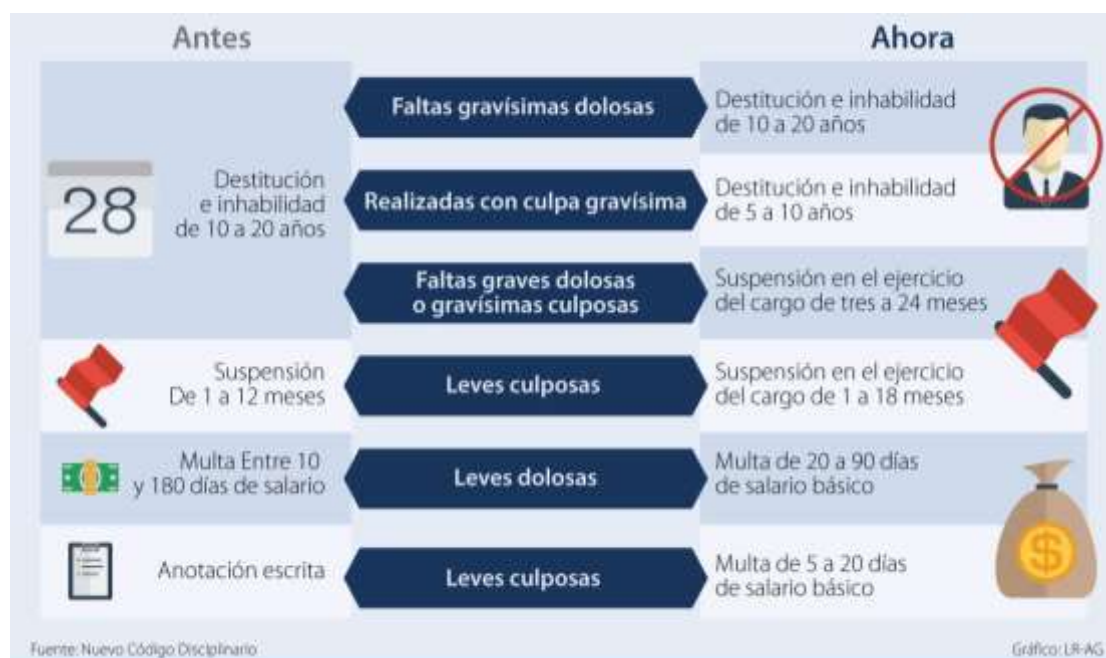 Antes
Ahora
28
Destitución
e inhabilidad
de 10 a 20 años
Faltas gravísimas dolosas
Destitución e inhabilidad
de 10 a 20 años
Realizadas con culpa gravísima
Destitución e inhabilidad
de 5 a 10 años
Faltas graves dolosas
o gravísimas culposas
Suspensión en el ejercicio
del cargo de tres a 24 meses
Suspensión
De 1 a 12 meses
Leves culposas
Suspensión en el ejercicio
del cargo de 1 a 18 meses
Multa Entre 10
y 180 días de salario
Leves dolosas
Multa de 20 a 90 días
de salario básico
Anotación escrita
Leves culposas
Multa de 5 a 20 días
de salario básico
$
Fuente: Nuevo Código Disciplinario
Gráfico: LR-AG